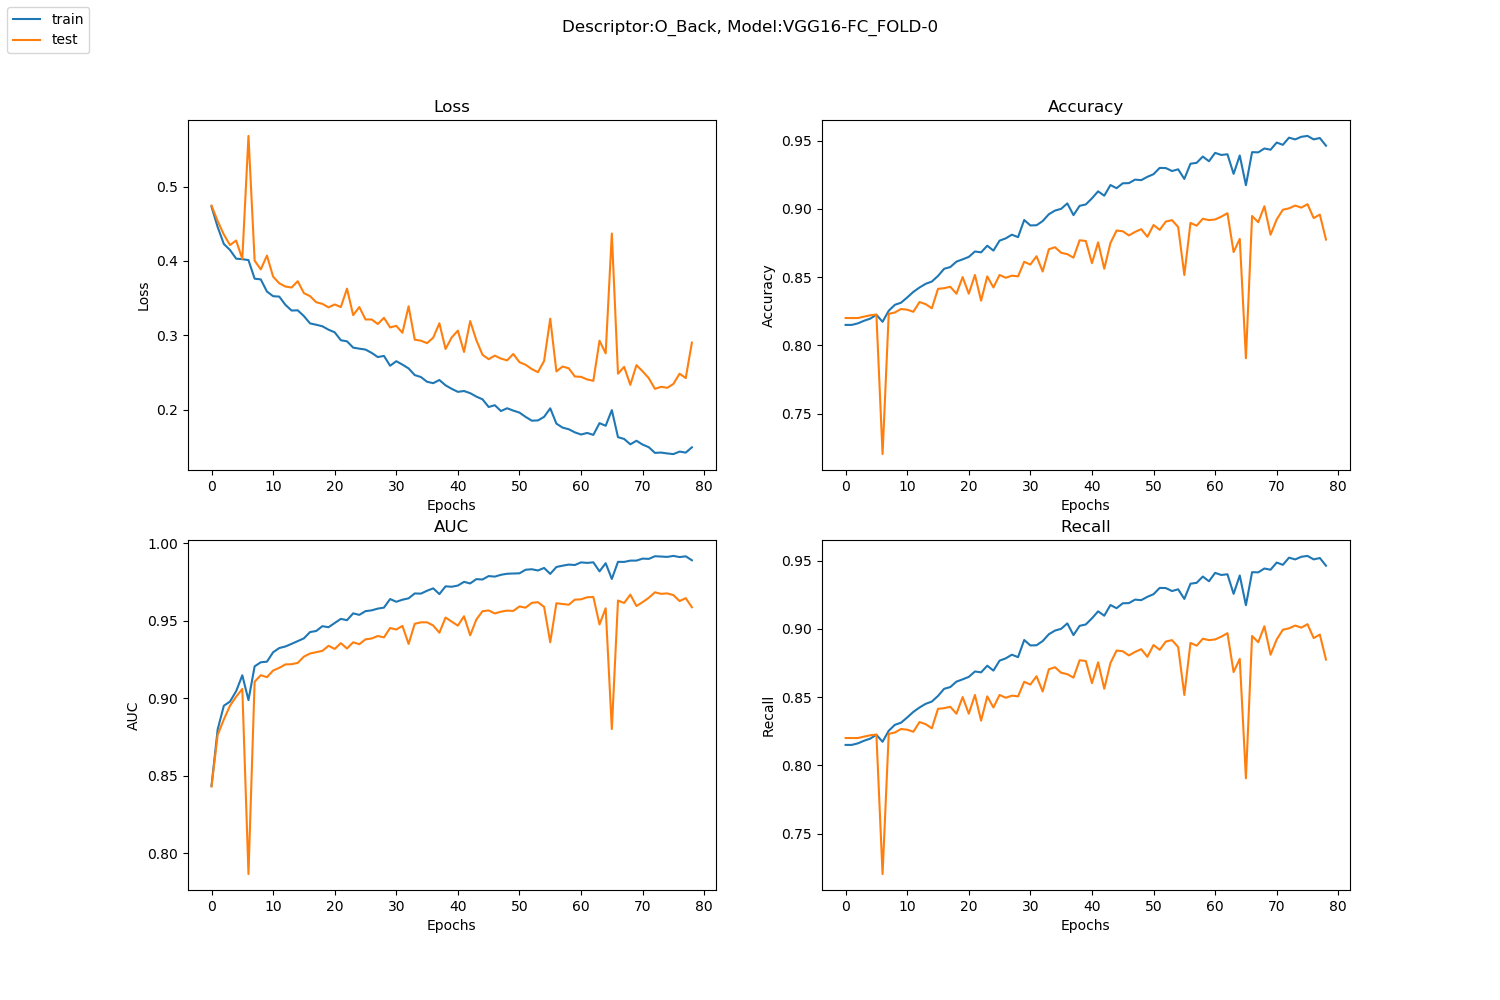 train
test
Descriptor:O_Back, Model:VGG16-FC_FOLD-0
Loss
Loss
0.5
0.4
0.3
0.2
0 10 20 30 40 50 60 70 80
Epochs
Accuracy
Accuracy
0.95
0.90
0.85
0.80
0.75
0 10 20 30 40 50 60 70 80
Epochs
AUC
AUC
1.00
0.95
0.90
0.85
0.80
0 10 20 30 40 50 60 70 80
Epochs
Recall
Recall
0.95
0.90
0.85
0.80
0.75
0 10 20 30 40 50 60 70 80
Epochs